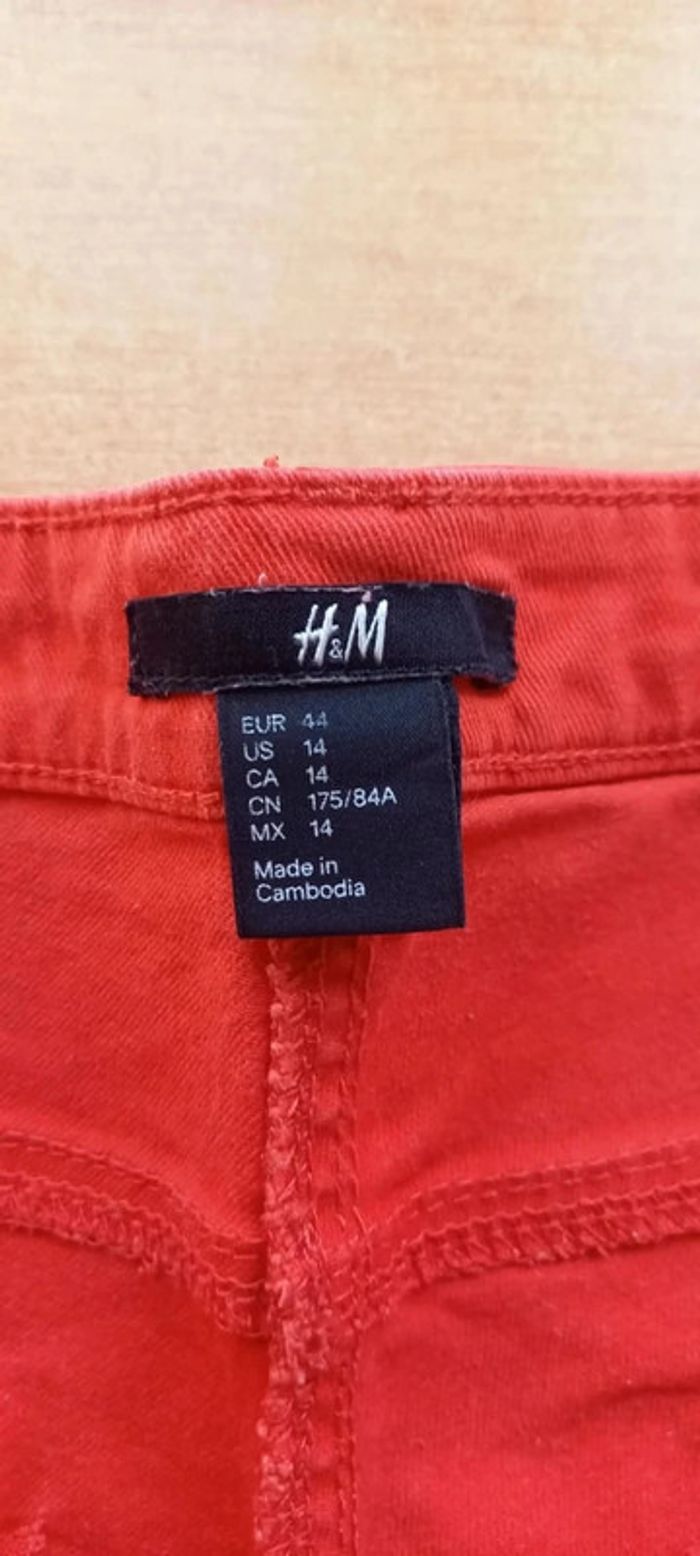 H&M
EUR 44
US 14
CA 14
CN 175/84A
MX 14
Made in
Cambodia